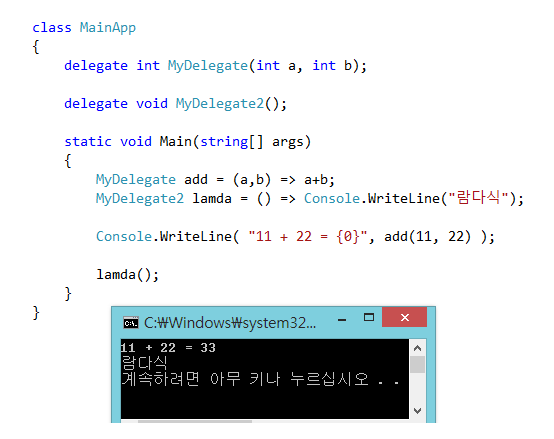 class MainApp
{
delegate int MyDelegate(int a, int b);
delegate void MyDelegate2();
static void Main(string[] args)
{
MyDelegate add = (a,b) => a+b;
MyDelegate2 lamda = () => Console.WriteLine("람다식");
Console.WriteLine( "11 + 22 = {0}", add(11, 22) );
lamda();
}
}
C:\Windows\system32...
11 + 22 = 33
람다식
계속하려면 아무 키나 누르십시오 . .